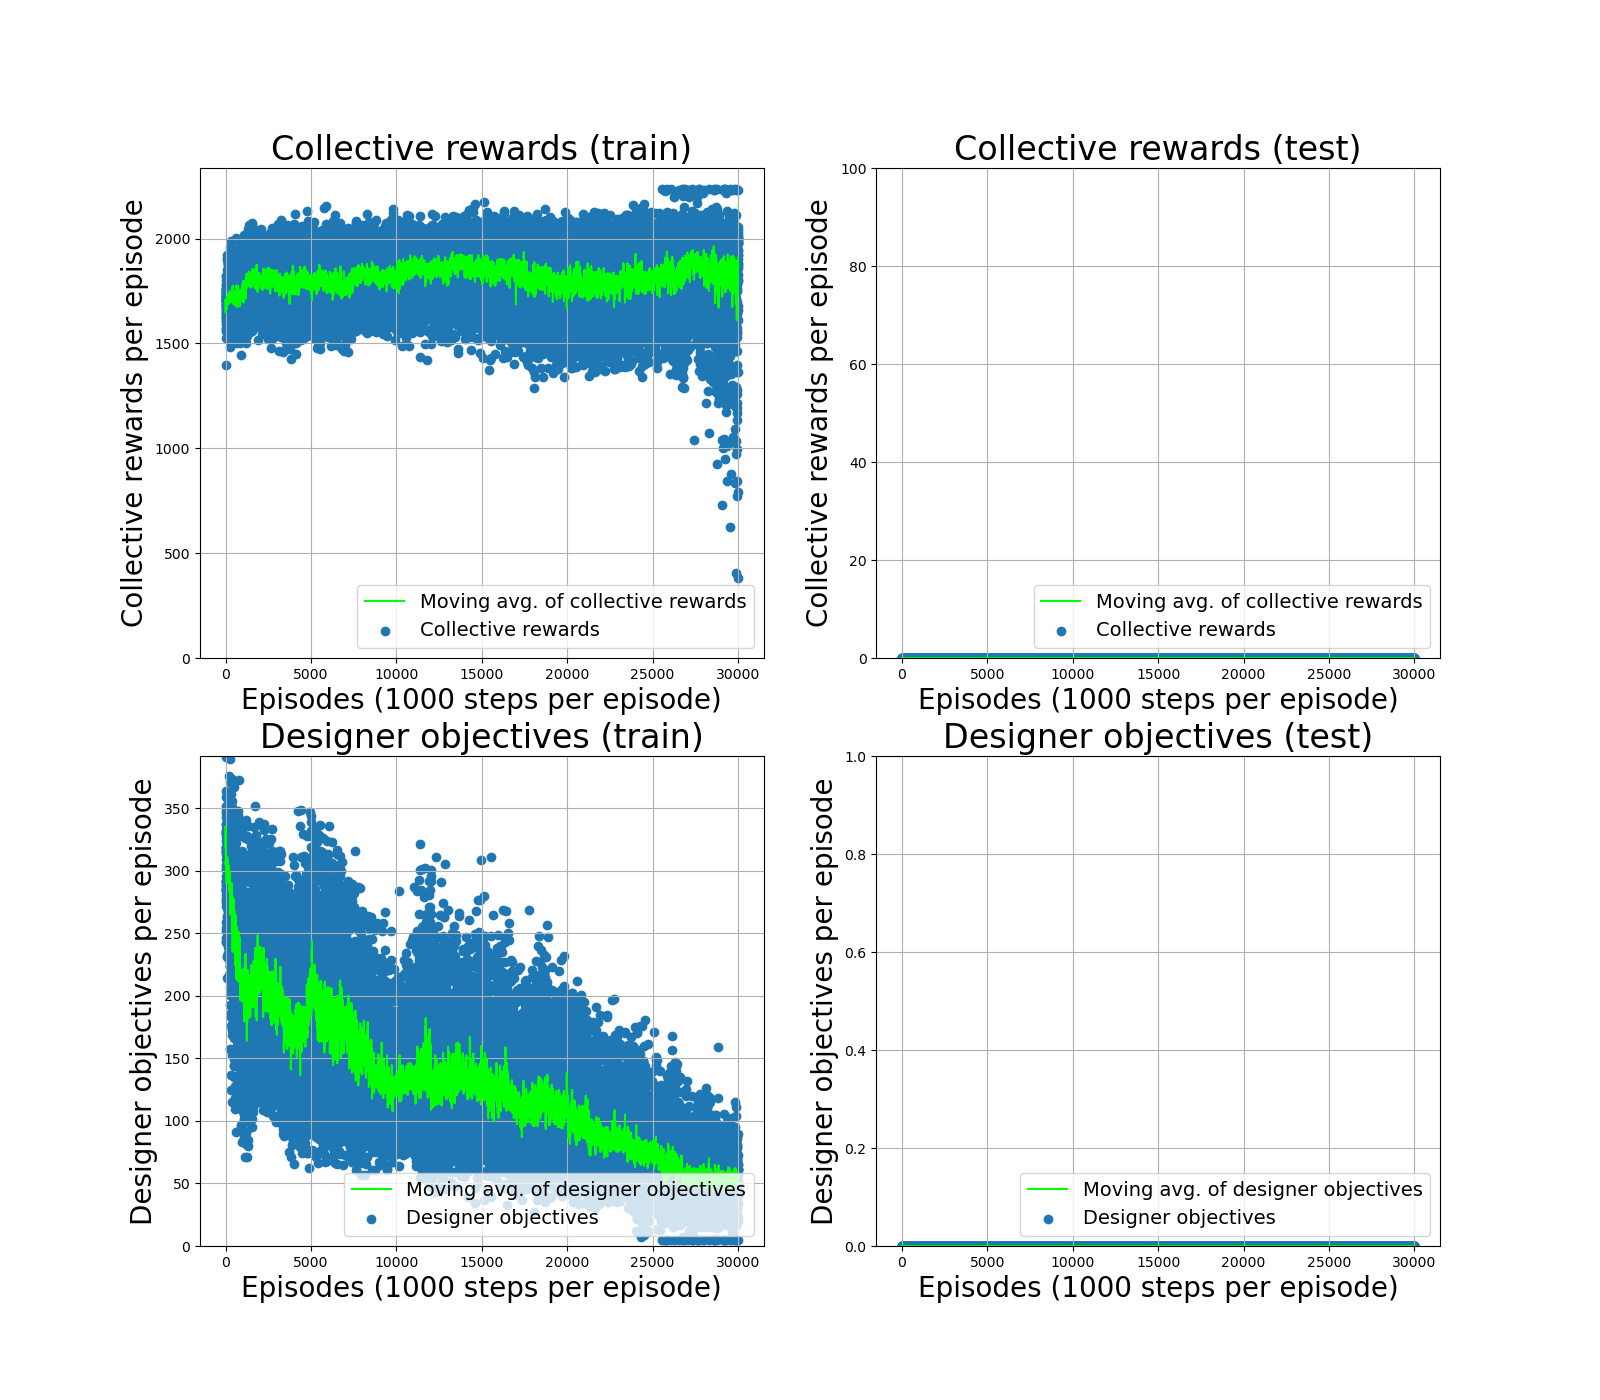 Collective rewards (train)
Collective rewards per episode
2000
1500
1000
500
0
Moving avg. of collective rewards
Collective rewards
0 5000 10000 15000 20000 25000 30000
Episodes (1000 steps per episode)
Collective rewards (test)
Collective rewards per episode
100
80
60
40
20
0
Moving avg. of collective rewards
Collective rewards
0 5000 10000 15000 20000 25000 30000
Episodes (1000 steps per episode)
Designer objectives (train)
Designer objectives per episode
350
300
250
200
150
100
50
0
Moving avg. of designer objectives
Designer objectives
0 5000 10000 15000 20000 25000 30000
Episodes (1000 steps per episode)
Designer objectives (test)
Designer objectives per episode
1.0
0.8
0.6
0.4
0.2
0.0
Moving avg. of designer objectives
Designer objectives
0 5000 10000 15000 20000 25000 30000
Episodes (1000 steps per episode)